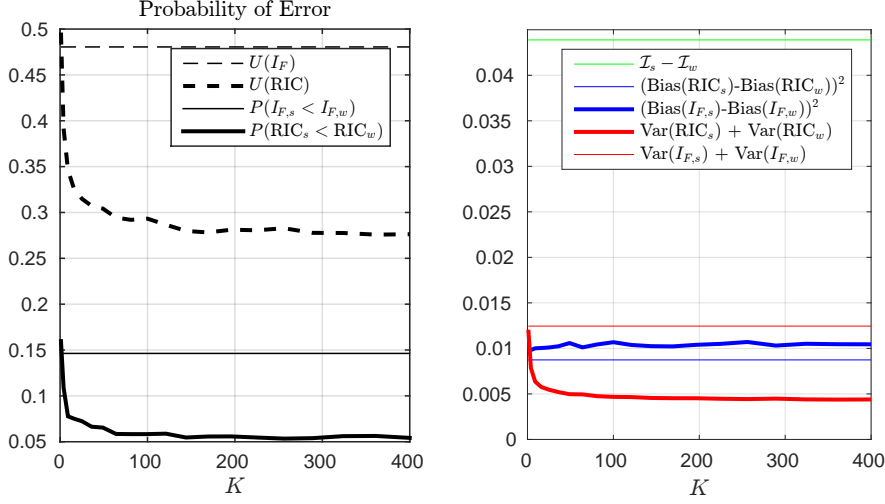 Probability of Error
0.5
0.45
0.4
0.35
0.3
0.25
0.2
0.15
0.1
0.05
U(I_F)
U(RIC)
P(I_{F,s} < I_{F,w})
P(RIC_s < RIC_w)
0
100
200
300
400
K
0.04
0.035
0.03
0.025
0.02
0.015
0.01
0.005
0
ℐ_s − ℐ_w
(Bias(RIC_s)-Bias(RIC_w))²
(Bias(I_{F,s})-Bias(I_{F,w}))²
Var(RIC_s) + Var(RIC_w)
Var(I_{F,s}) + Var(I_{F,w})
0
100
200
300
400
K